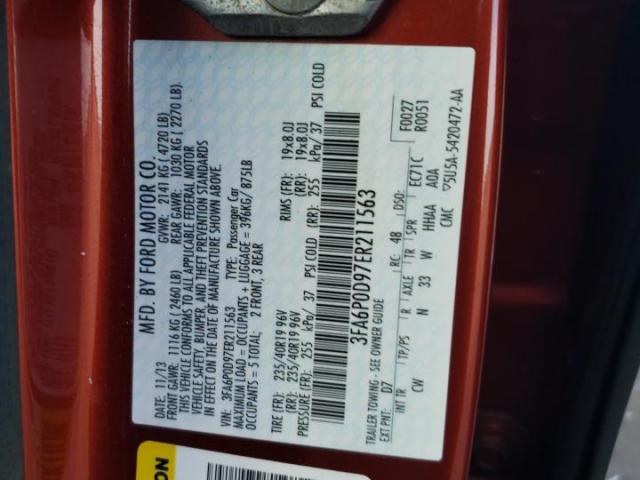 MFD. BY FORD MOTOR CO.
DATE: 11/13 GVWR: 2141 KG ( 4720 LB)
FRONT GAWR: 1116 KG ( 2460 LB) REAR GAWR: 1030 KG ( 2270 LB)
THIS VEHICLE CONFORMS TO ALL APPLICABLE FEDERAL MOTOR
VEHICLE SAFETY, BUMPER, AND THEFT PREVENTION STANDARDS
IN EFFECT ON THE DATE OF MANUFACTURE SHOWN ABOVE.
VIN: 3FA6P0D97ER211563 TYPE: Passenger Car
MAXIMUM LOAD = OCCUPANTS + LUGGAGE = 396KG/ 875LB
OCCUPANTS = 5 TOTAL: 2 FRONT, 3 REAR
TIRE (FR): 235/40R19 96V RIMS (FR): 19x8.0J
(RR): 235/40R19 96V (RR): 19x8.0J
PRESSURE (FR): 255 kPa/ 37 PSI COLD (RR): 255 kPa/ 37 PSI COLD
3FA6P0D97ER211563
TRAILER TOWING - SEE OWNER GUIDE
EXT PNT: D7 RC: 48 DSO: F0027
R0051
INT TR TP/PS R AXLE TR SPR EC71C
CW N 33 W HHAA A0A
CMC 5U5A-5420472-AA
ON